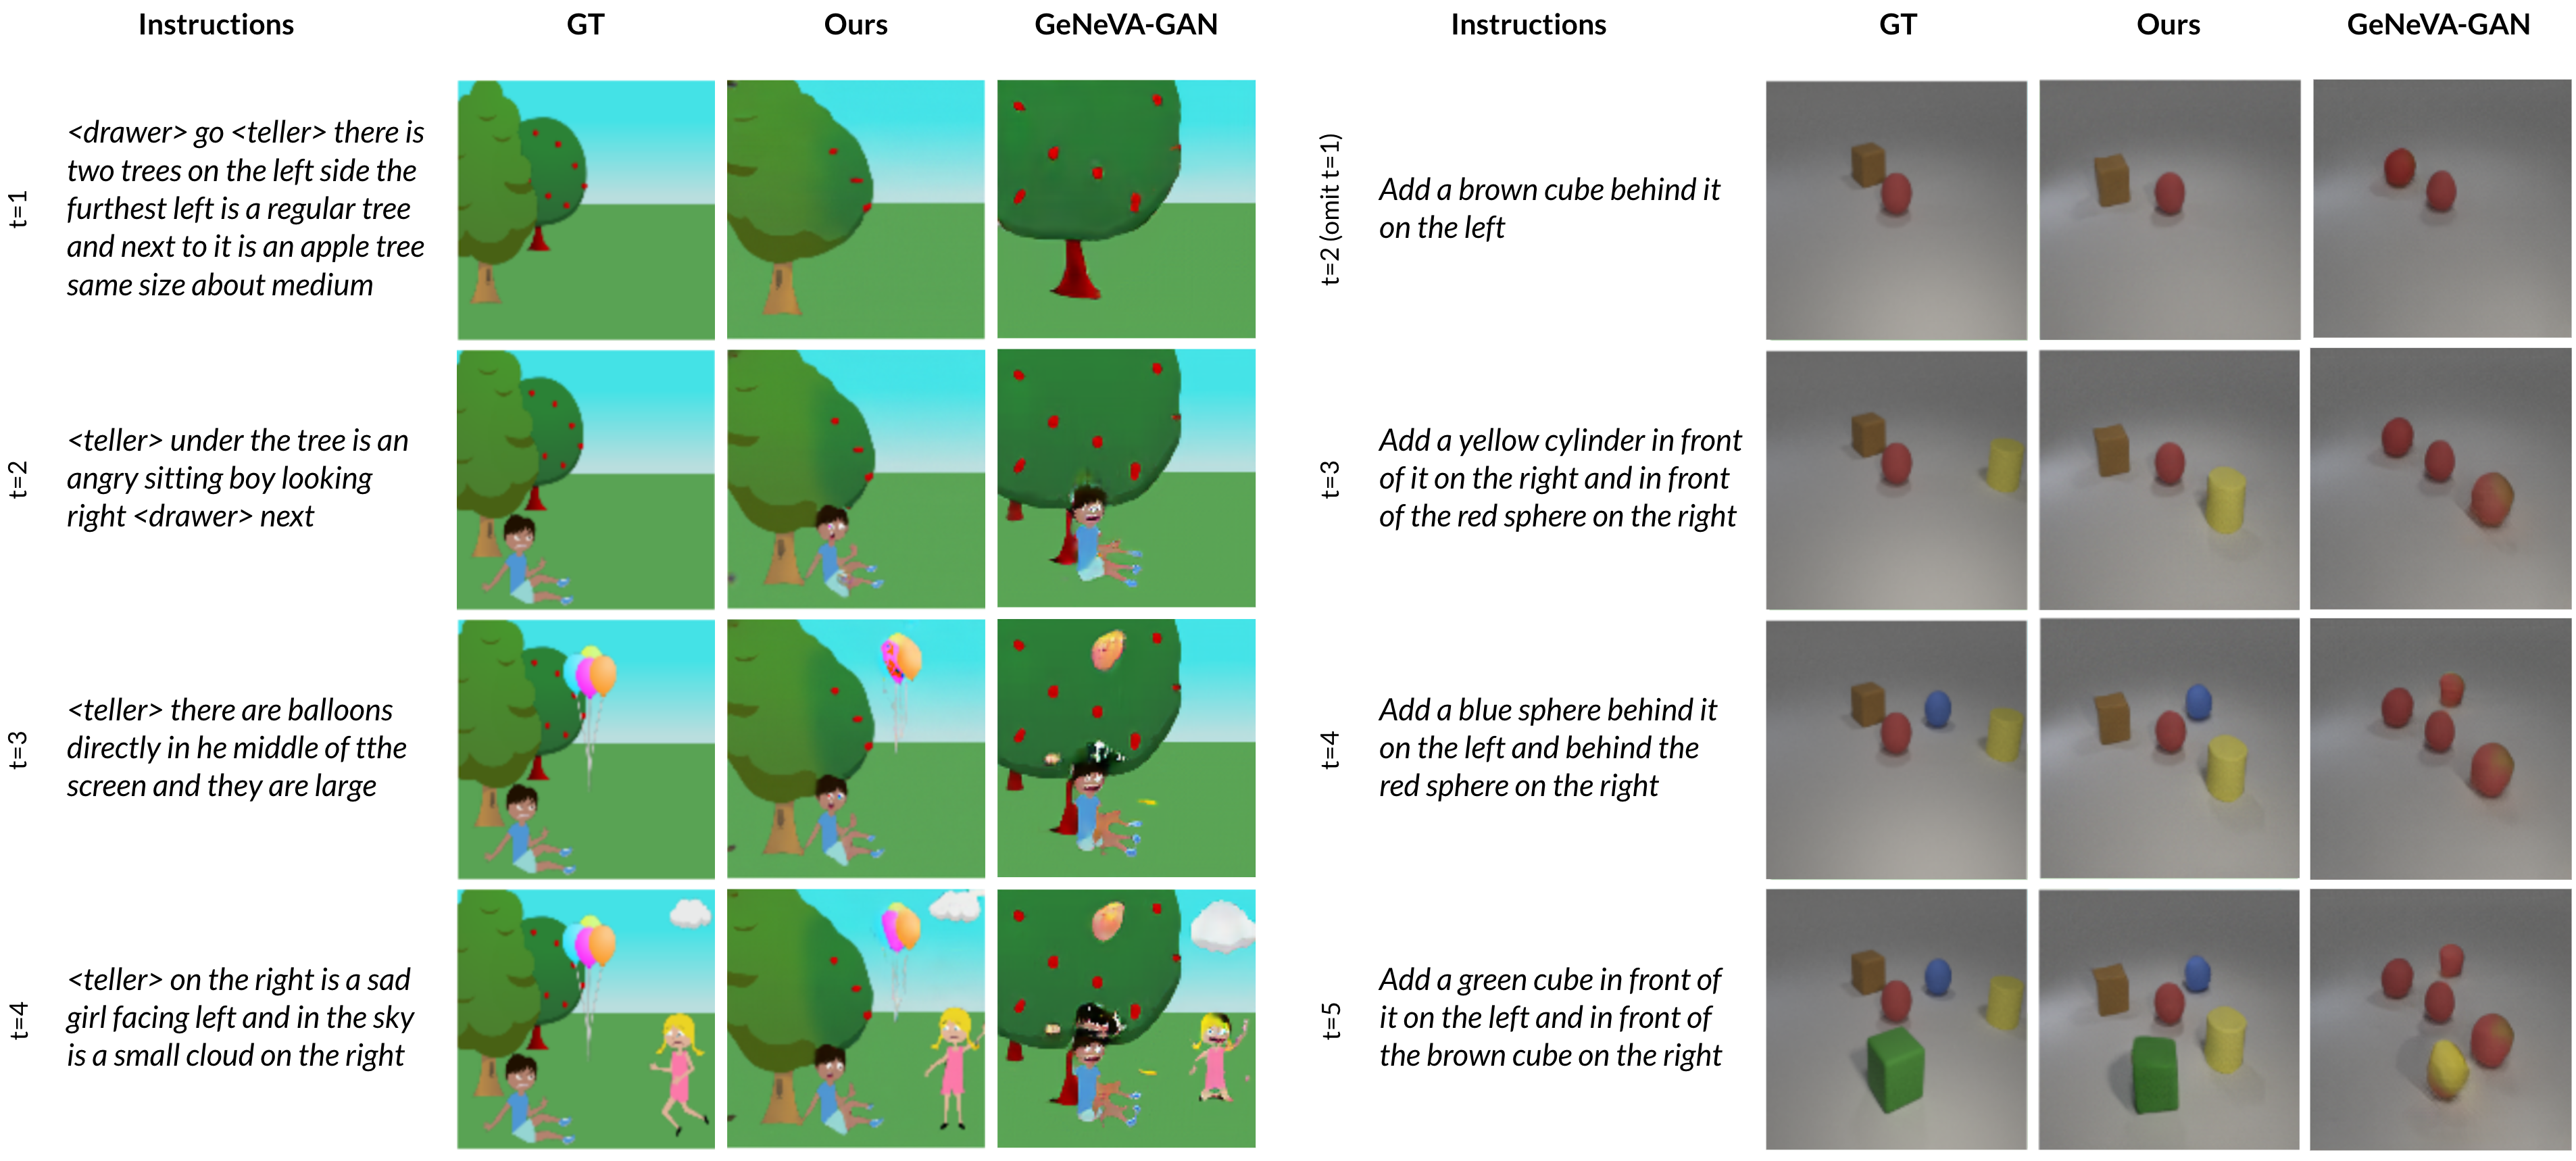 Instructions GT Ours GeNeVA-GAN Instructions GT Ours GeNeVA-GAN
t=1
<drawer> go <teller> there is
two trees on the left side the
furthest left is a regular tree
and next to it is an apple tree
same size about medium
t=2
<teller> under the tree is an
angry sitting boy looking
right <drawer> next
t=3
<teller> there are balloons
directly in he middle of tthe
screen and they are large
t=4
<teller> on the right is a sad
girl facing left and in the sky
is a small cloud on the right
t=2 (omit t=1)
Add a brown cube behind it
on the left
t=3
Add a yellow cylinder in front
of it on the right and in front
of the red sphere on the right
t=4
Add a blue sphere behind it
on the left and behind the
red sphere on the right
t=5
Add a green cube in front of
it on the left and in front of
the brown cube on the right